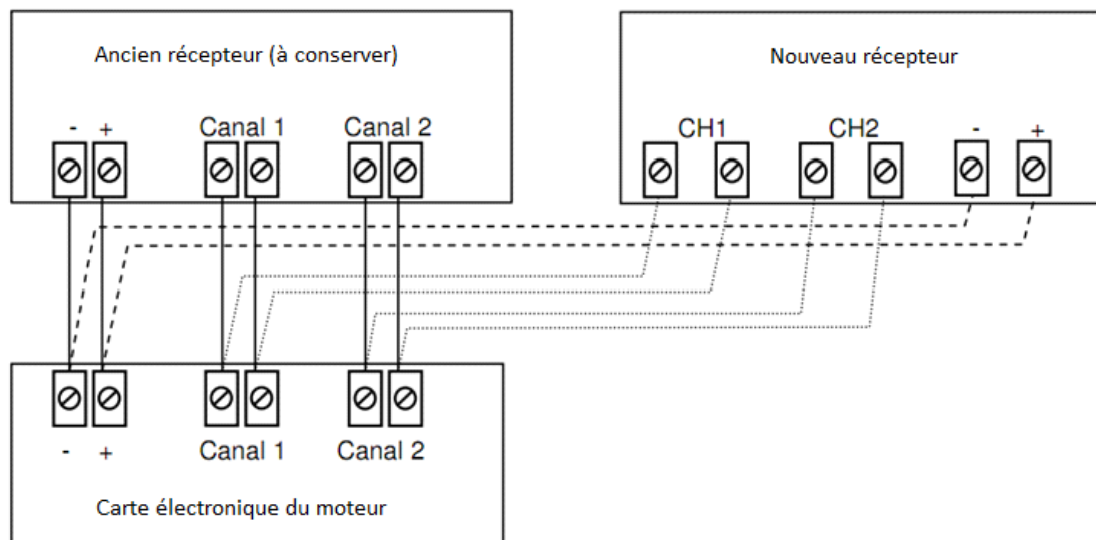 Ancien récepteur (à conserver)
- + Canal 1 Canal 2
Nouveau récepteur
CH1 CH2 - +
- + Canal 1 Canal 2
Carte électronique du moteur